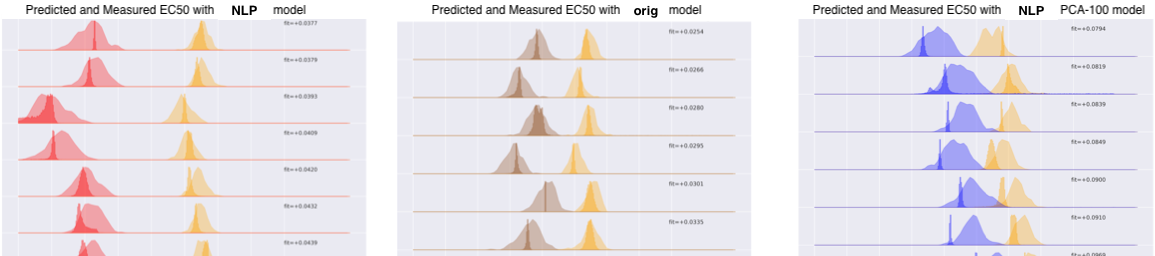 Predicted and Measured EC50 with NLP model
fit=+0.0377
fit=+0.0379
fit=+0.0393
fit=+0.0409
fit=+0.0420
fit=+0.0432
fit=+0.0439
Predicted and Measured EC50 with orig model
fit=+0.0254
fit=+0.0266
fit=+0.0280
fit=+0.0295
fit=+0.0301
fit=+0.0335
Predicted and Measured EC50 with NLP PCA-100 model
fit=+0.0794
fit=+0.0819
fit=+0.0839
fit=+0.0849
fit=+0.0900
fit=+0.0910